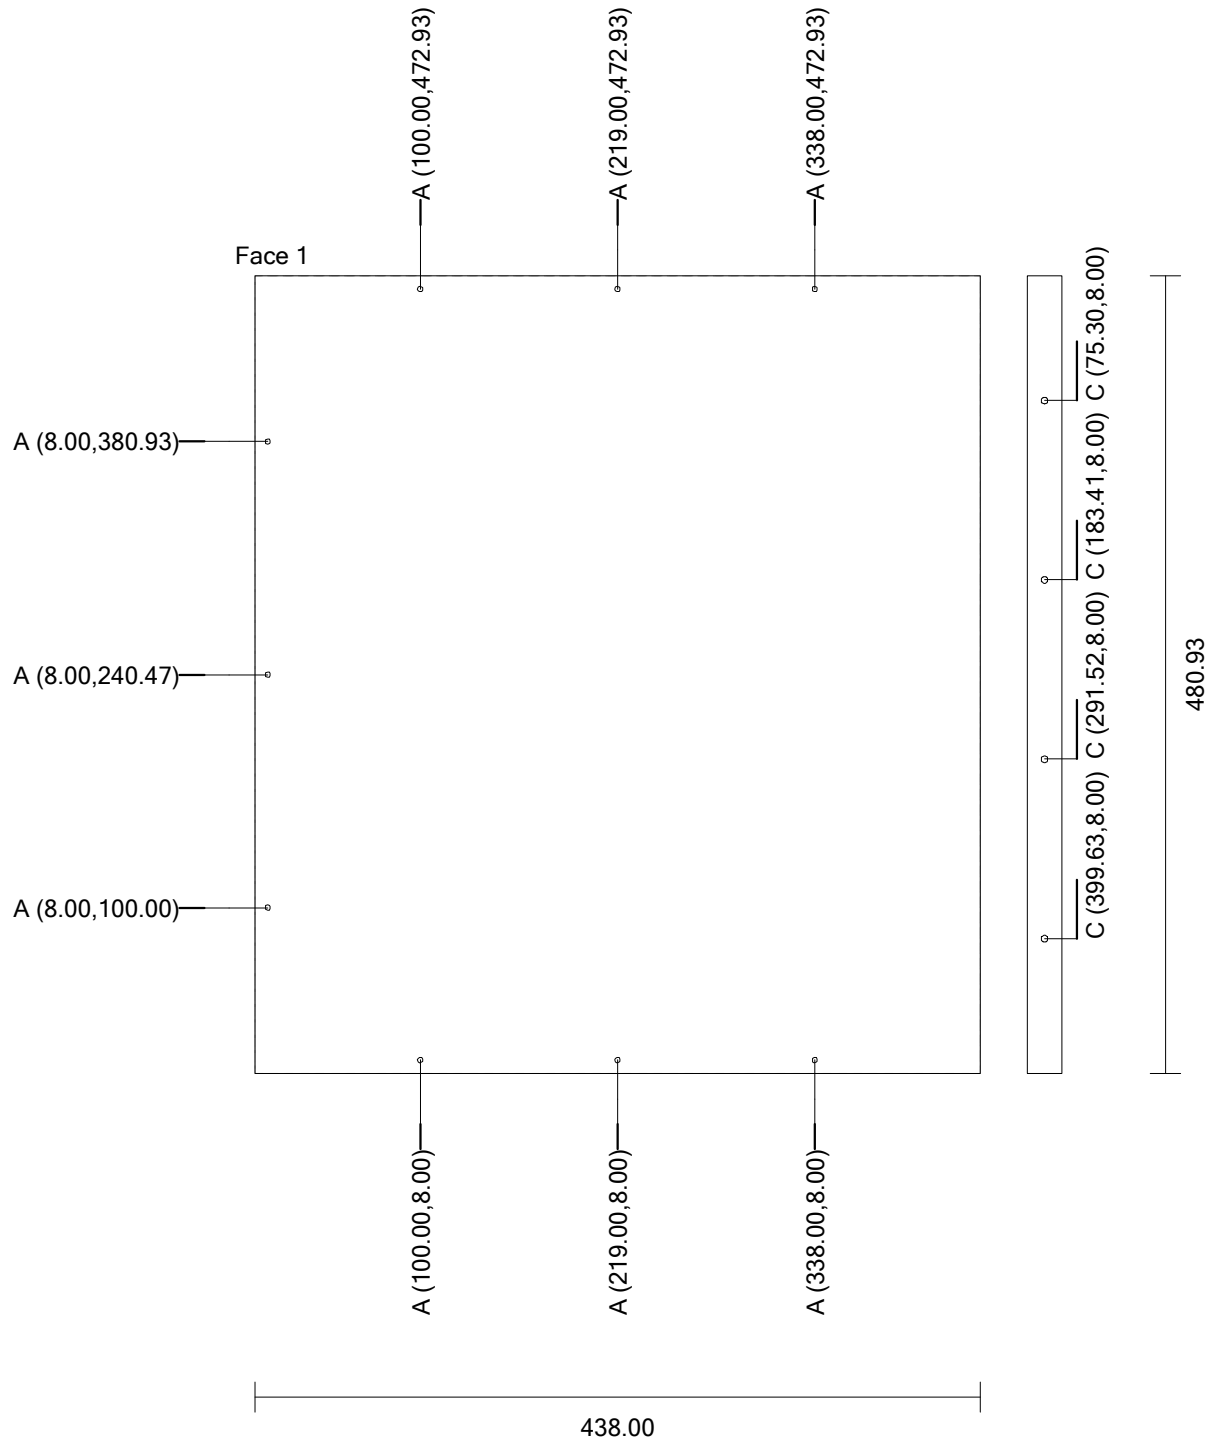 A (100.00,472.93)
A (219.00,472.93)
A (338.00,472.93)
Face 1
C (75.30,8.00)
A (8.00,380.93)
C (183.41,8.00)
A (8.00,240.47)
C (291.52,8.00)
480.93
A (8.00,100.00)
C (399.63,8.00)
A (100.00,8.00)
A (219.00,8.00)
A (338.00,8.00)
438.00